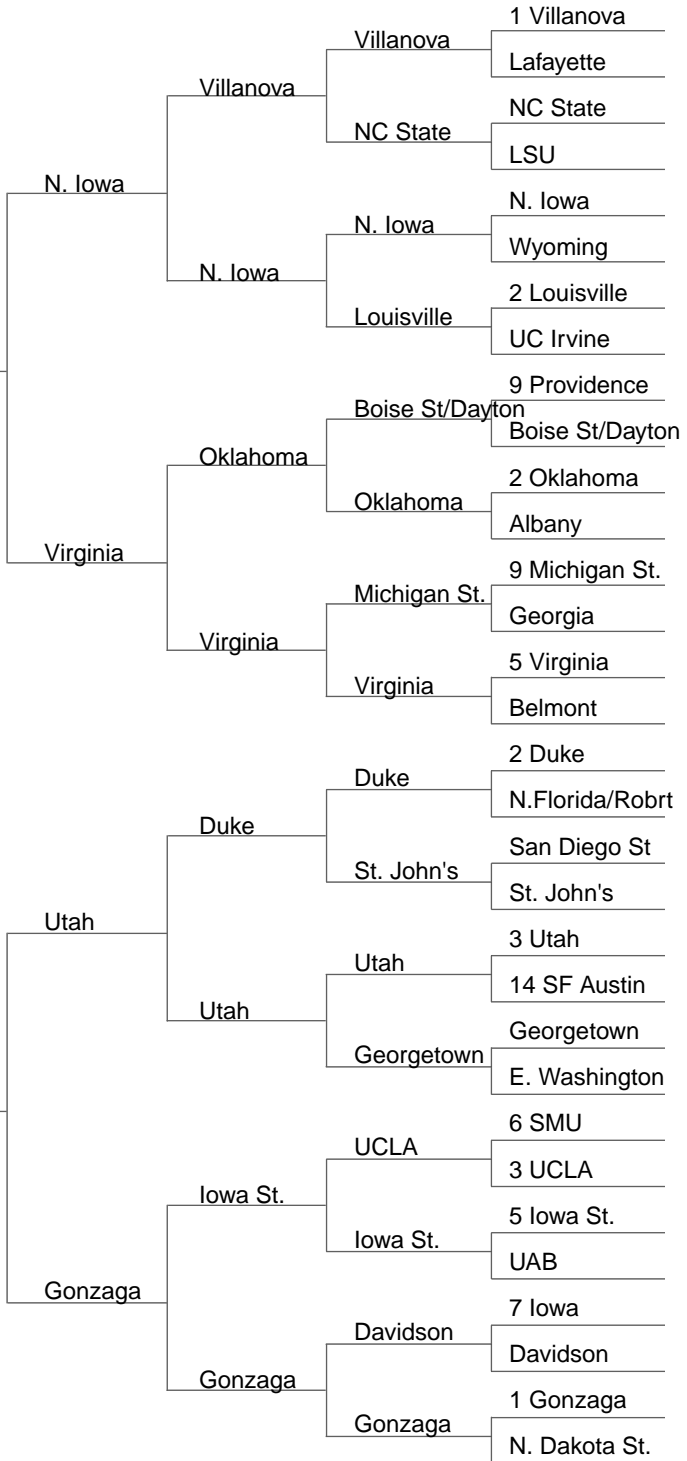 1 Villanova
Villanova
Lafayette
Villanova
NC State
NC State
LSU
N. Iowa
N. Iowa
N. Iowa
Wyoming
N. Iowa
2 Louisville
Louisville
UC Irvine
9 Providence
Boise St/Dayton
Boise St/Dayton
Oklahoma
2 Oklahoma
Oklahoma
Albany
Virginia
9 Michigan St.
Michigan St.
Georgia
Virginia
5 Virginia
Virginia
Belmont
2 Duke
Duke
N.Florida/Robrt
Duke
San Diego St
St. John's
St. John's
Utah
3 Utah
Utah
14 SF Austin
Utah
Georgetown
Georgetown
E. Washington
6 SMU
UCLA
3 UCLA
Iowa St.
5 Iowa St.
Iowa St.
UAB
Gonzaga
7 Iowa
Davidson
Davidson
Gonzaga
1 Gonzaga
Gonzaga
N. Dakota St.